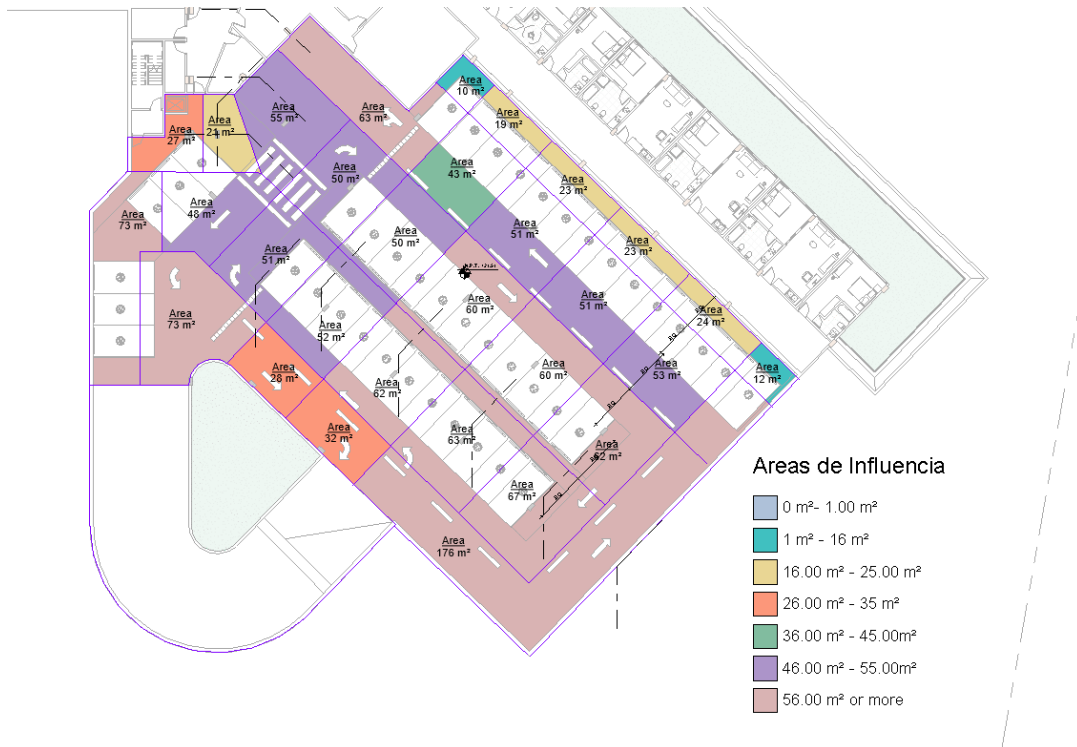 Area
10 m²
Area
19 m²
Area
55 m²
Area
63 m²
Area
21 m²
Area
27 m²
Area
50 m²
Area
43 m²
Area
23 m²
Area
48 m²
Area
73 m²
Area
50 m²
Area
51 m²
Area
23 m²
Area
51 m²
Area
73 m²
Area
60 m²
Area
51 m²
Area
24 m²
Area
52 m²
Area
28 m²
Area
60 m²
Area
53 m²
Area
12 m²
Area
62 m²
Area
32 m²
Area
63 m²
Area
62 m²
Area
67 m²
Area
176 m²
Areas de Influencia
0 m²- 1.00 m²
1 m² - 16 m²
16.00 m² - 25.00 m²
26.00 m² - 35 m²
36.00 m² - 45.00m²
46.00 m² - 55.00m²
56.00 m² or more